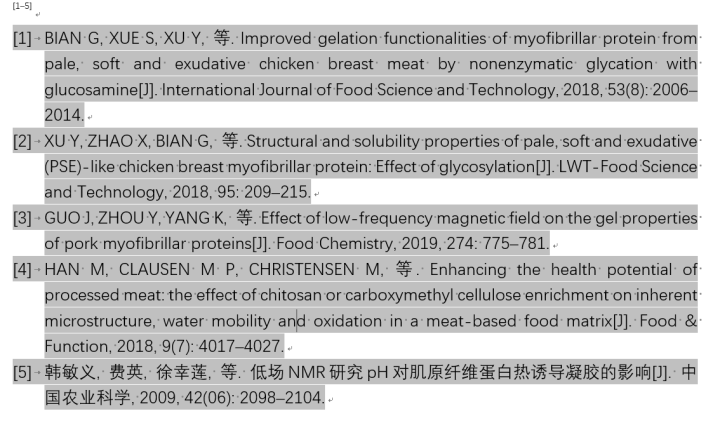 [1–5]
[1] BIAN G, XUE S, XU Y, 等. Improved gelation functionalities of myofibrillar protein from
pale, soft and exudative chicken breast meat by nonenzymatic glycation with
glucosamine[J]. International Journal of Food Science and Technology, 2018, 53(8): 2006–
2014.
[2] XU Y, ZHAO X, BIAN G, 等. Structural and solubility properties of pale, soft and exudative
(PSE)-like chicken breast myofibrillar protein: Effect of glycosylation[J]. LWT-Food Science
and Technology, 2018, 95: 209–215.
[3] GUO J, ZHOU Y, YANG K, 等. Effect of low-frequency magnetic field on the gel properties
of pork myofibrillar proteins[J]. Food Chemistry, 2019, 274: 775–781.
[4] HAN M, CLAUSEN M P, CHRISTENSEN M, 等. Enhancing the health potential of
processed meat: the effect of chitosan or carboxymethyl cellulose enrichment on inherent
microstructure, water mobility and oxidation in a meat-based food matrix[J]. Food &
Function, 2018, 9(7): 4017–4027.
[5] 韩敏义, 费英, 徐幸莲, 等. 低场 NMR 研究 pH 对肌原纤维蛋白热诱导凝胶的影响[J]. 中
国农业科学, 2009, 42(06): 2098–2104.